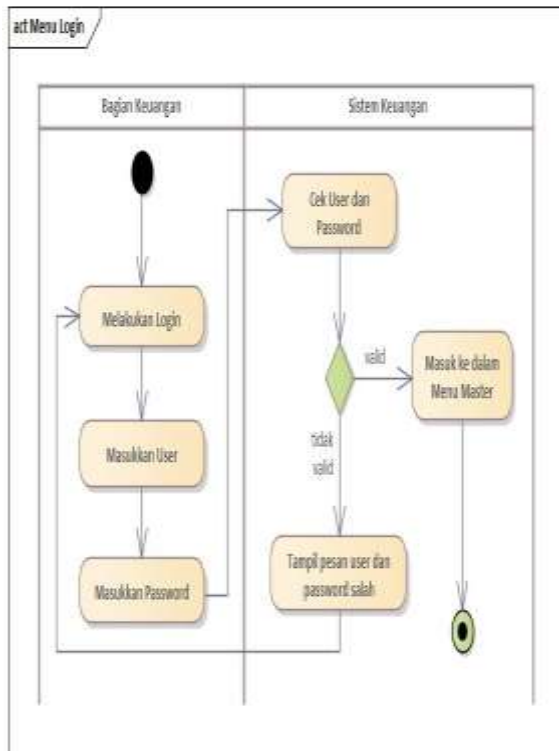 act Menu Login
Bagian Keuangan
Sistem Keuangan
Cek User dan
Password
Melakukan Login
valid
Masuk ke dalam
Menu Master
tidak
valid
Masukkan User
Tampil pesan user dan
password salah
Masukkan Password